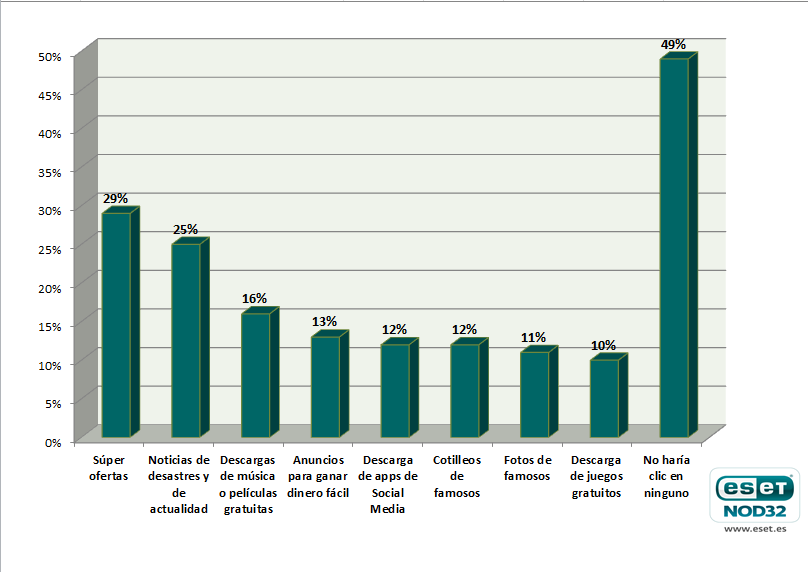 50%
45%
40%
35%
30%
25%
20%
15%
10%
5%
0%
29%
25%
16%
13%
12%
12%
11%
10%
49%
Súper
ofertas
Noticias de
desastres y
de
actualidad
Descargas
de música
o películas
gratuitas
Anuncios
para ganar
dinero fácil
Descarga
de apps de
Social
Media
Cotilleos
de
famosos
Fotos de
famosos
Descarga
de juegos
gratuitos
No haría
clic en
ninguno
eset
NOD32
www.eset.es